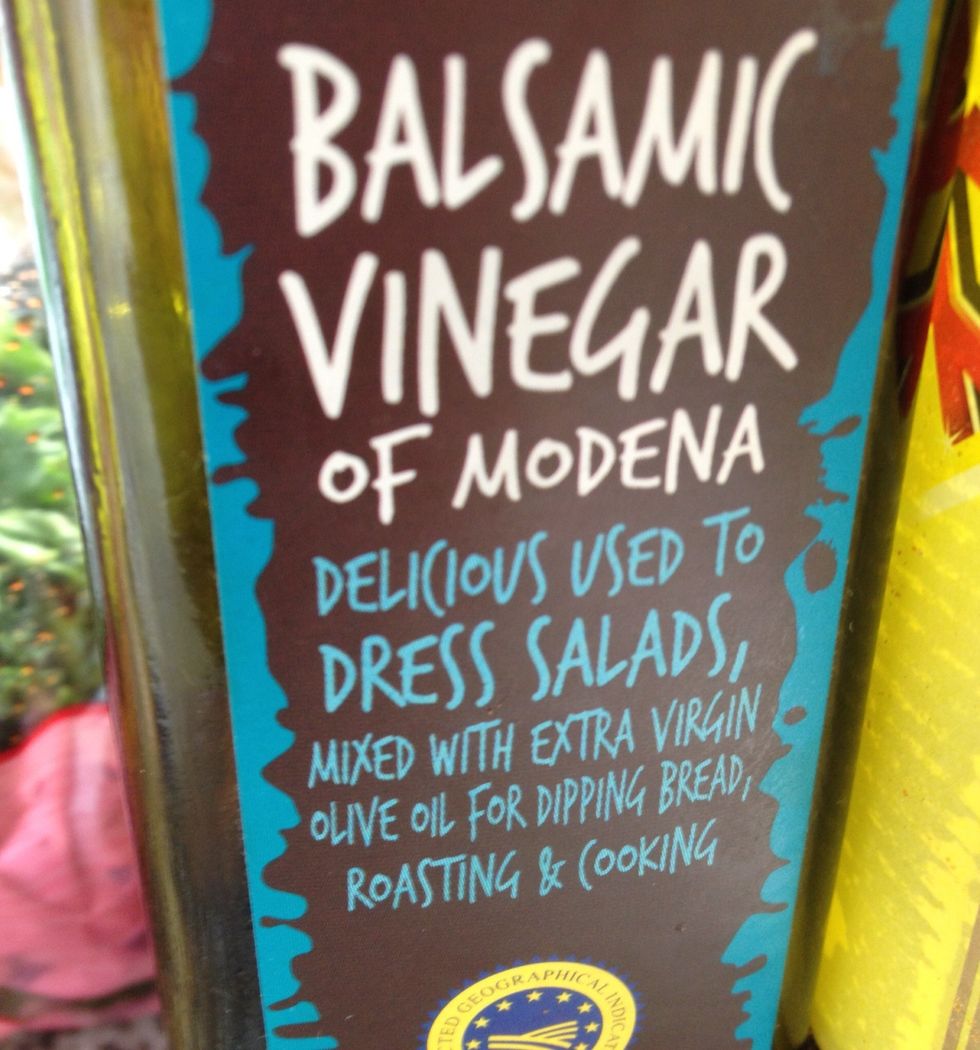 BALSAMIC
VINEGAR
OF MODENA
DELICIOUS USED TO
DRESS SALADS,
MIXED WITH EXTRA VIRGIN
OLIVE OIL FOR DIPPING BREAD,
ROASTING & COOKING
GEOGRAPHICAL